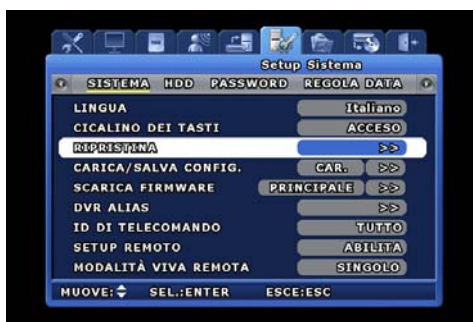 Setup Sistema
SISTEMA HDD PASSWORD REGOLA DATA
LINGUA Italiano
CICALINO DEI TASTI ACCESO
RIPRISTINA >>
CARICA/SALVA CONFIG. CAR. >>
SCARICA FIRMWARE PRINCIPALE >>
DVR ALIAS >>
ID DI TELECOMANDO TUTTO
SETUP REMOTO ABILITA
MODALITÀ VIVA REMOTA SINGOLO
MUOVE: SEL.:ENTER ESCE:ESC